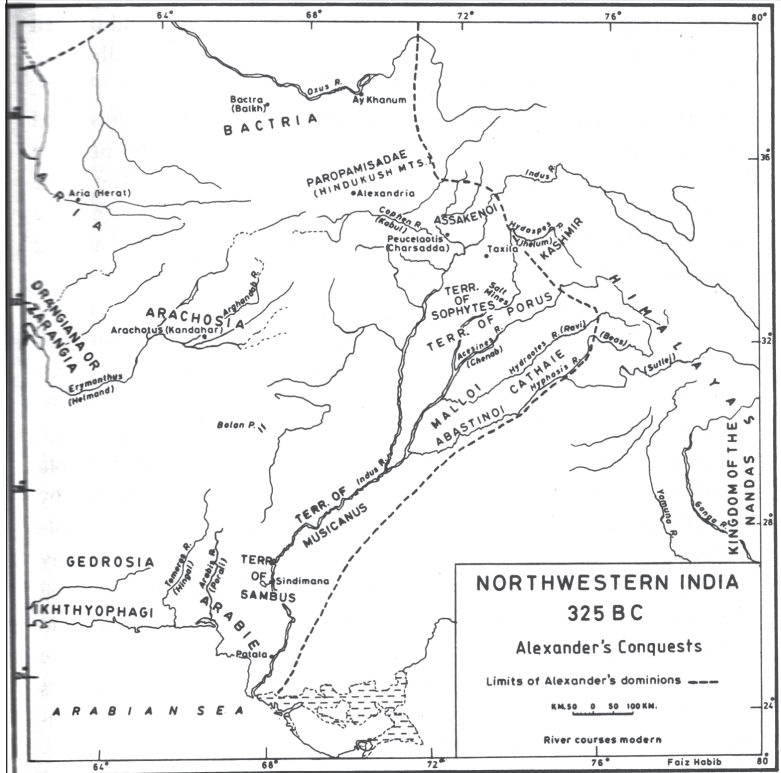 64° 68° 72° 76° 80°
Oxus R.
Bactra
(Balkh)
Ay Khanum
BACTRIA
36°
PAROPAMISADAE
(HINDUKUSH MTS.)
Alexandria
Indus R.
ARIA
Aria (Herat)
ASSAKENOI
Cophen R.
(Kabul)
Peucelaotis
(Charsadda)
Hydaspes R.
(Jhelum)
KASHMIR
Taxila
HIMALAYAS
DRANGIANA OR
ZARANGIA
ARACHOSIA
Arghandab R.
Arachotus (Kandahar)
TERR.
OF
SOPHYTES
Salt
Mines
TERR. OF PORUS
32°
Acesines R.
(Chenab)
Hydraotes R. (Ravi)
(Beas)
(Sutlej)
Erymanthus
(Helmand)
MALLOI
CATHAIE
Hyphasis R.
ABASTINOI
Bolan P.
Indus R.
TERR. OF
MUSICANUS
KINGDOM OF THE
NANDAS
Yamuna R.
Ganga R.
28°
GEDROSIA
Tomeros R.
(Hingol)
Arabis R.
(Porali)
TERR.
OF
SAMBUS
Sindimana
IKHTHYOPHAGI
ARABIE
Patala
ARABIAN SEA
NORTHWESTERN INDIA
325 BC
Alexander's Conquests
Limits of Alexander's dominions
KM.50 0 50 100 KM.
River courses modern
24°
64° 68° 72° 76° 80°
Faiz Habib